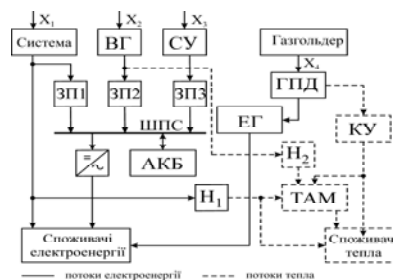 X₁ X₂ X₃
Система ВГ СУ Газгольдер
X₄
ЗП1 ЗП2 ЗП3 ГПД
ШПС ЕГ КУ
АКБ H₂
H₁ ТАМ
Споживачі електроенергії
Споживачі тепла
потоки електроенергії потоки тепла